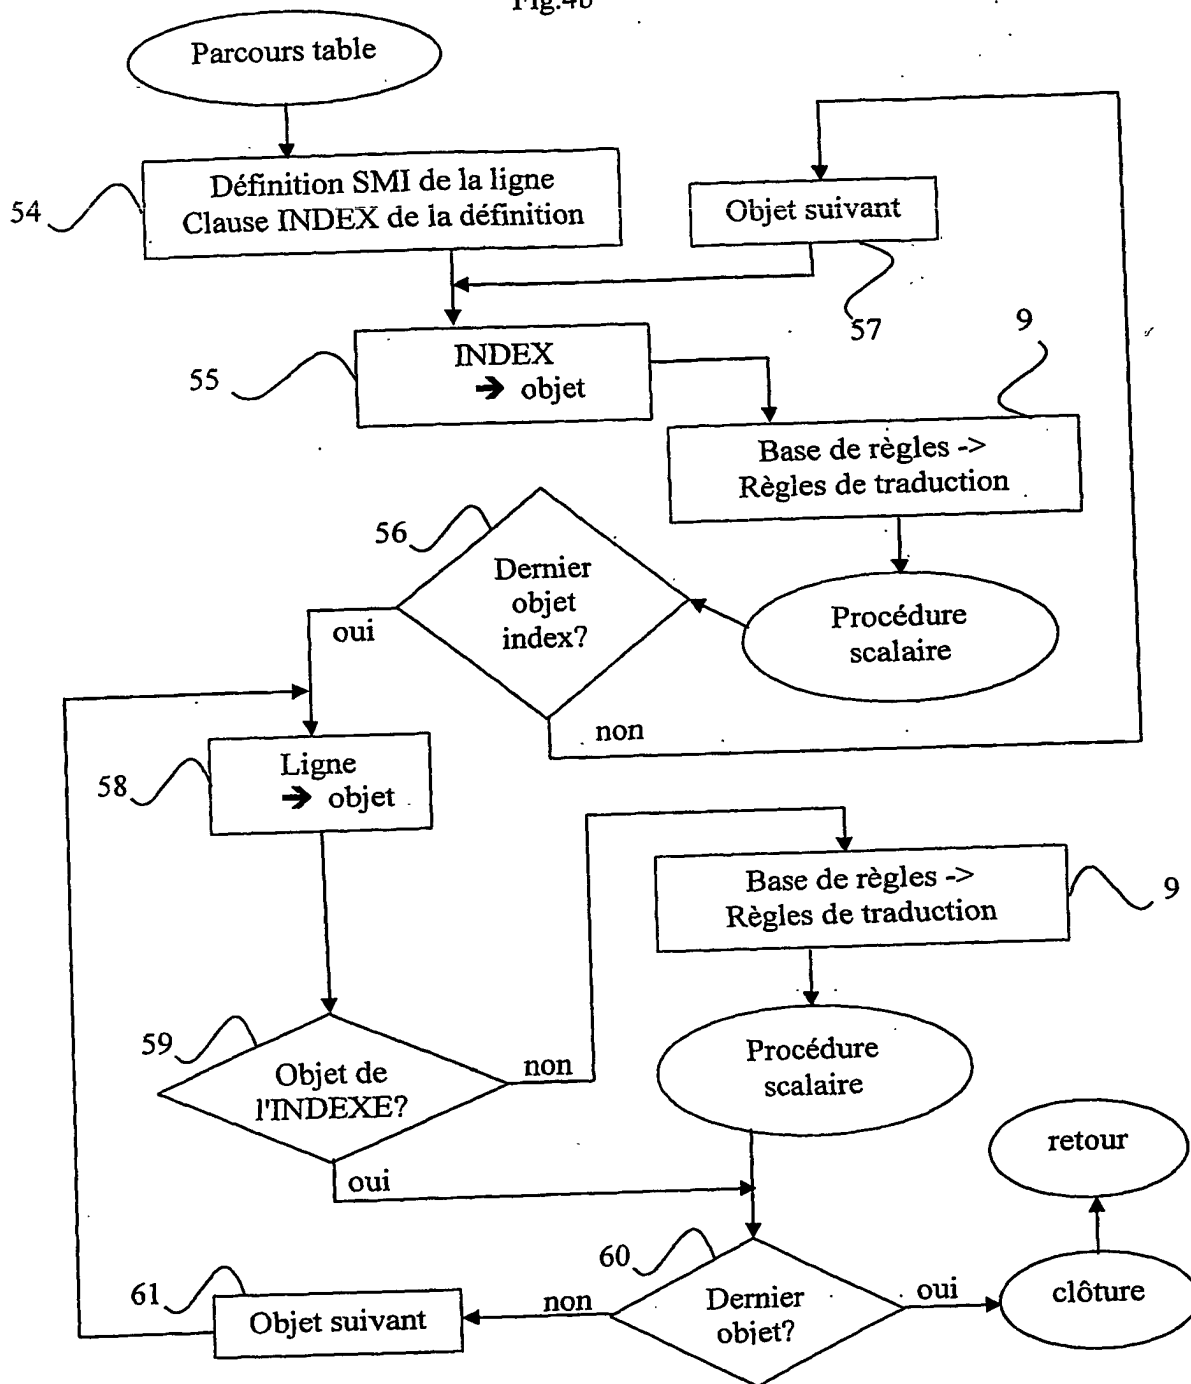 Fig.4b
Parcours table
54
Définition SMI de la ligne
Clause INDEX de la définition
Objet suivant
57
9
55
INDEX
➔ objet
Base de règles ->
Règles de traduction
56
Dernier
objet
index?
Procédure
scalaire
oui
non
58
Ligne
➔ objet
Base de règles ->
Règles de traduction
9
59
Objet de
l'INDEXE?
non
Procédure
scalaire
oui
retour
60
61
Objet suivant
non
Dernier
objet?
oui
clôture